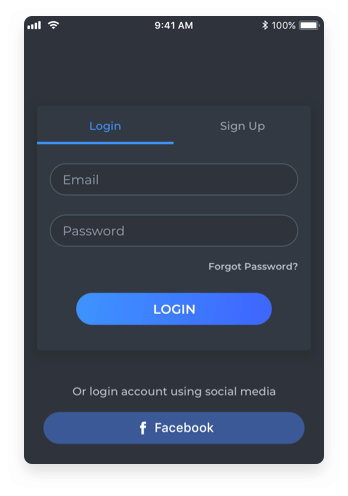 9:41 AM
100%
Login
Sign Up
Email
Password
Forgot Password?
LOGIN
Or login account using social media
f Facebook